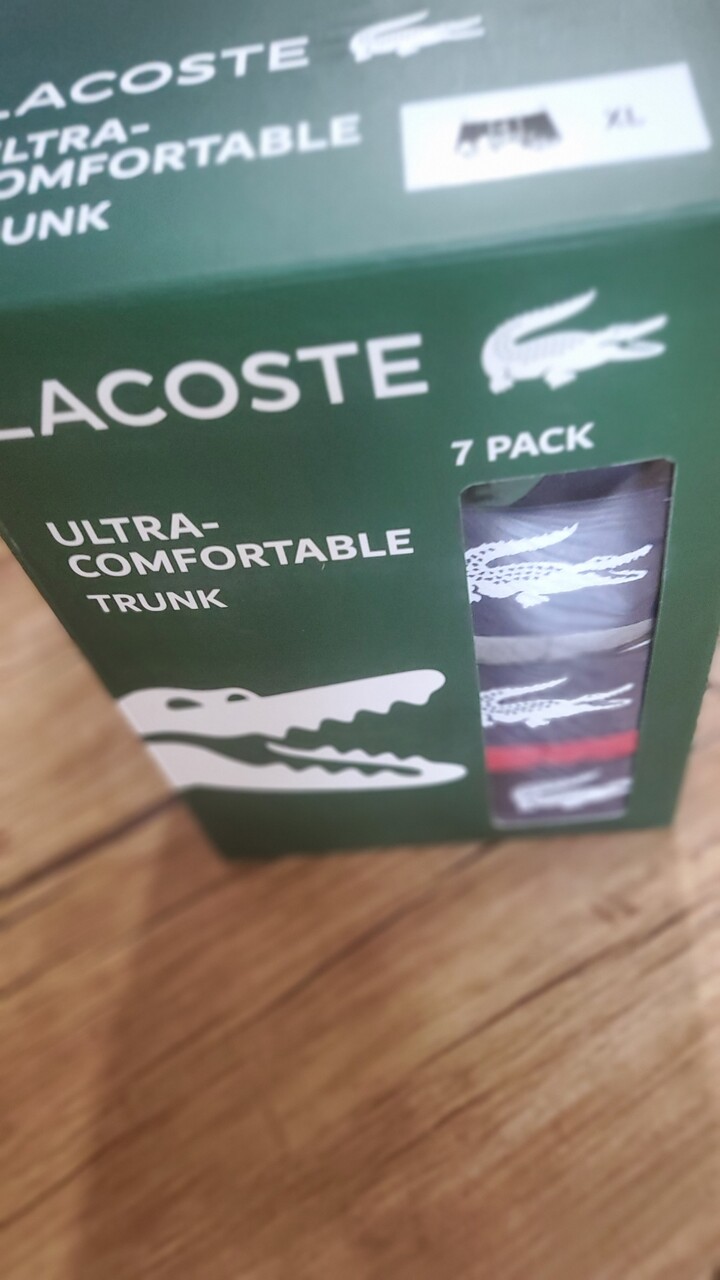 LACOSTE
ULTRA-
COMFORTABLE
TRUNK
XL
LACOSTE
7 PACK
ULTRA-
COMFORTABLE
TRUNK